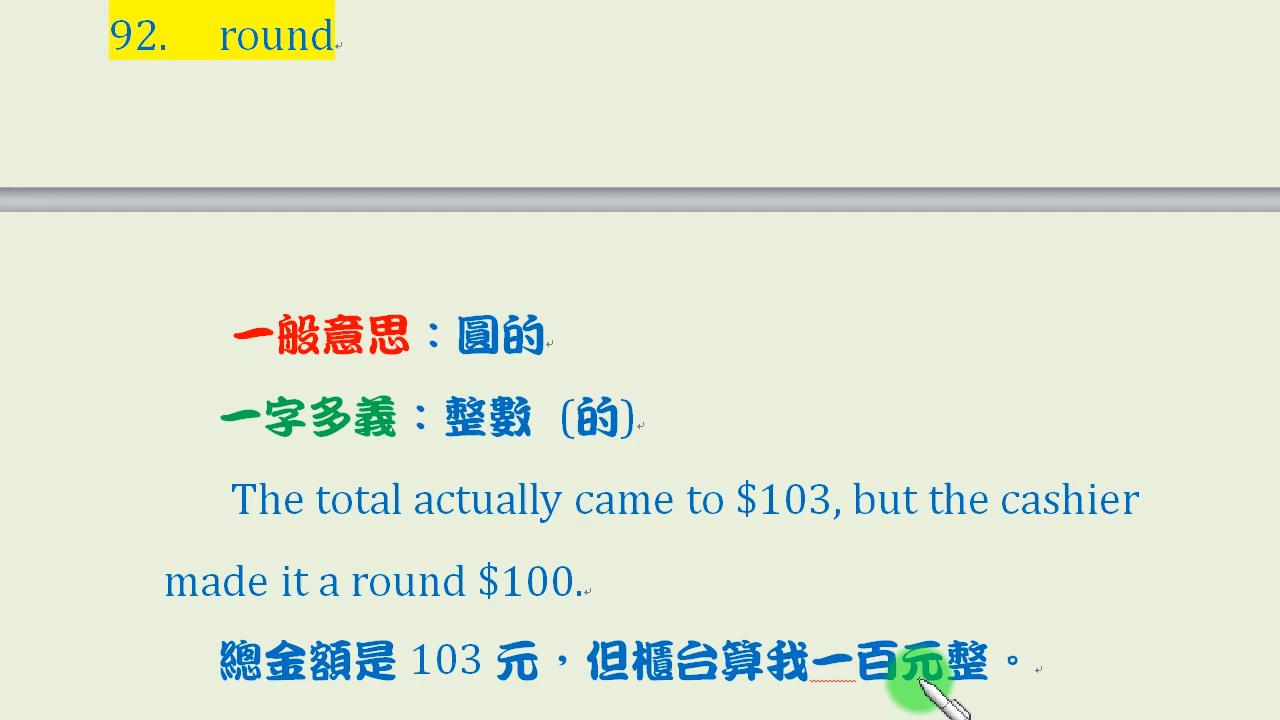 92. round
一般意思：圓的
一字多義：整數 (的)
The total actually came to $103, but the cashier
made it a round $100.
總金額是 103 元，但櫃台算我一百元整。